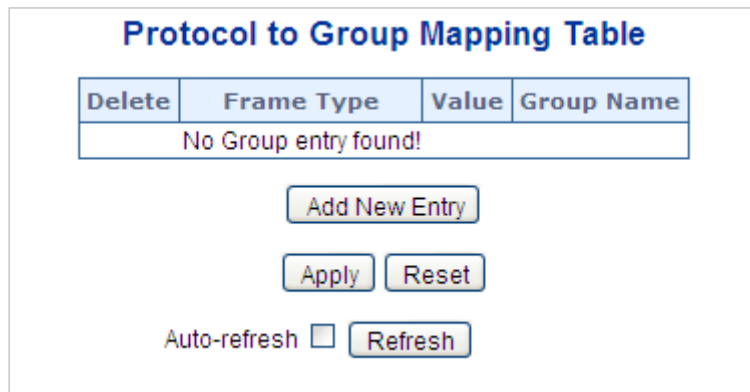 Protocol to Group Mapping Table
Delete Frame Type Value Group Name
No Group entry found!
Add New Entry
Apply Reset
Auto-refresh Refresh